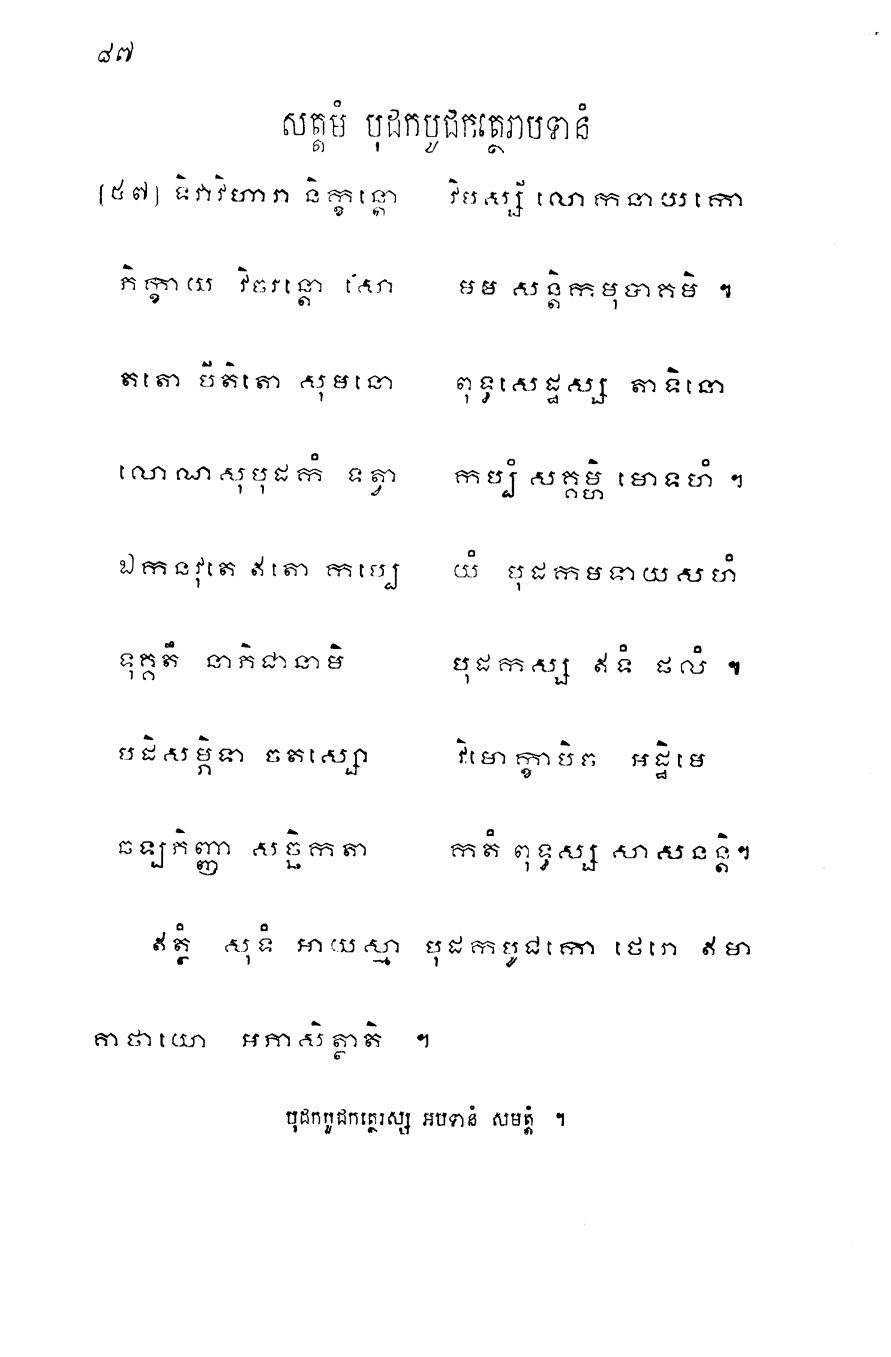 ៨៧
សត្តមំ បុដកបូជកត្ថេរាបទានំ
(៥៧) ទិវាវិហារា និក្ខន្តោ វិបស្សី លោកនាយកោ
ភិក្ខាយ វិចរន្តោ សោ មម សន្តិកមុបាគមិ ។
តតោ បីតិតោ សុមនោ ពុទ្ធសេដ្ឋស្ស តាទិនោ
លោណសុបុដកំ ទត្វា កប្បំ សគ្គម្ហិ មោទហំ ។
ឯកនវុតេ ឥតោ កប្បេ យំ បុដកមទាយសហំ
ទុគ្គតឹ នាភិជានាមិ បុដកស្ស ឥទំ ផលំ ។
បដិសម្ភិទា ចតស្សោ វិមោក្ខាបិច អដ្ឋិមេ
ឆឡភិញ្ញា សច្ឆិកតា កតំ ពុទ្ធស្ស សាសនន្តិ។
ឥត្ថំ សុទំ អាយស្មា បុដកបូជកោ ថេរោ ឥមា
គាថាយោ អភាសិត្ថាតិ ។
បុដកបូជកត្ថេរស្ស អបទានំ សមត្តំ ។